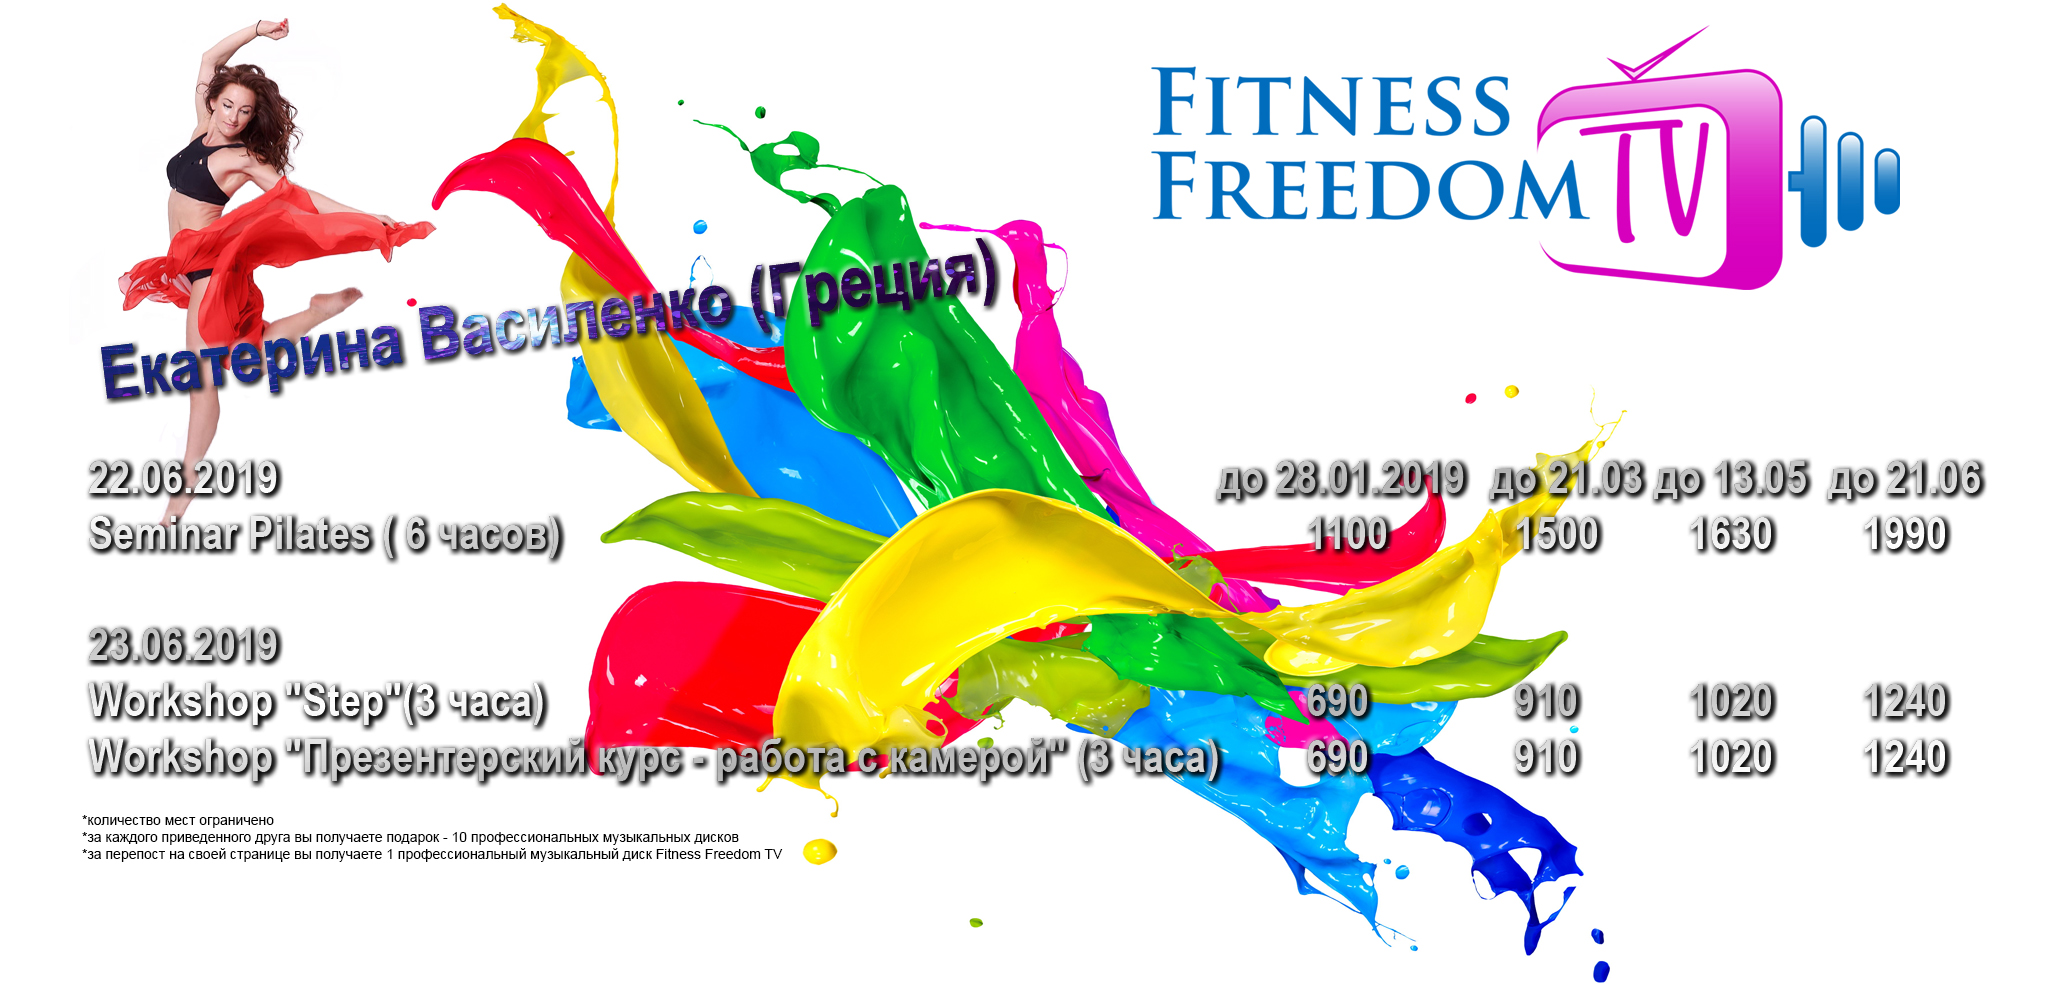 FITNESS
FREEDOM TV
Екатерина Василенко (Греция)
22.06.2019 до 28.01.2019 до 21.03 до 13.05 до 21.06
Seminar Pilates ( 6 часов) 1100 1500 1630 1990
23.06.2019
Workshop "Step"(3 часа) 690 910 1020 1240
Workshop "Презентерский курс - работа с камерой" (3 часа) 690 910 1020 1240
*количество мест ограничено
*за каждого приведенного друга вы получаете подарок - 10 профессиональных музыкальных дисков
*за перепост на своей странице вы получаете 1 профессиональный музыкальный диск Fitness Freedom TV